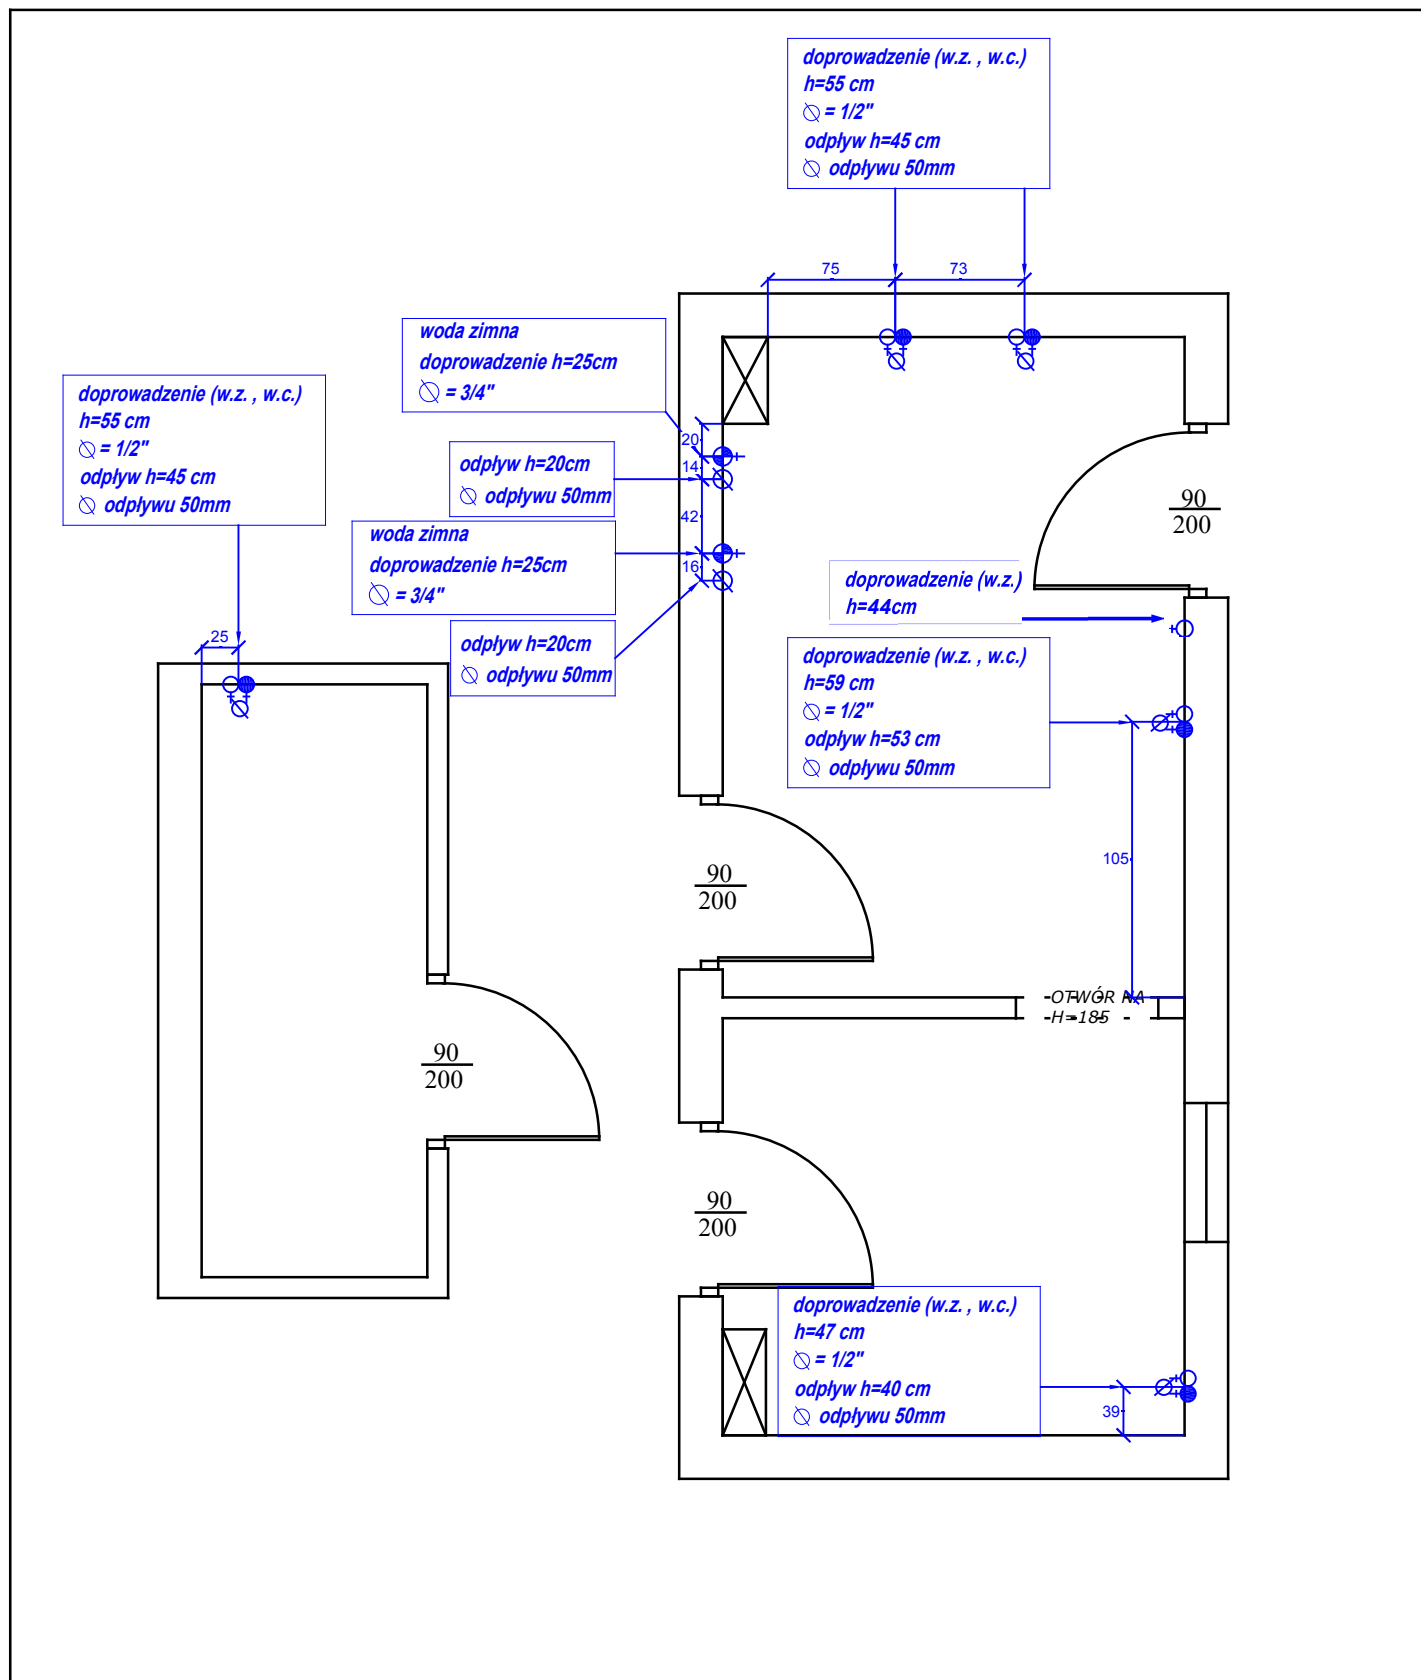 doprowadzenie (w.z. , w.c.)
h=55 cm
∅ = 1/2"
odpływ h=45 cm
∅ odpływu 50mm
75
73
woda zimna
doprowadzenie h=25cm
∅ = 3/4"
doprowadzenie (w.z. , w.c.)
h=55 cm
∅ = 1/2"
odpływ h=45 cm
∅ odpływu 50mm
20
14
42
16
odpływ h=20cm
∅ odpływu 50mm
woda zimna
doprowadzenie h=25cm
∅ = 3/4"
odpływ h=20cm
∅ odpływu 50mm
25
90
200
doprowadzenie (w.z.)
h=44cm
doprowadzenie (w.z. , w.c.)
h=59 cm
∅ = 1/2"
odpływ h=53 cm
∅ odpływu 50mm
105
90
200
OTWÓR NA
H=185
90
200
90
200
doprowadzenie (w.z. , w.c.)
h=47 cm
∅ = 1/2"
odpływ h=40 cm
∅ odpływu 50mm
39